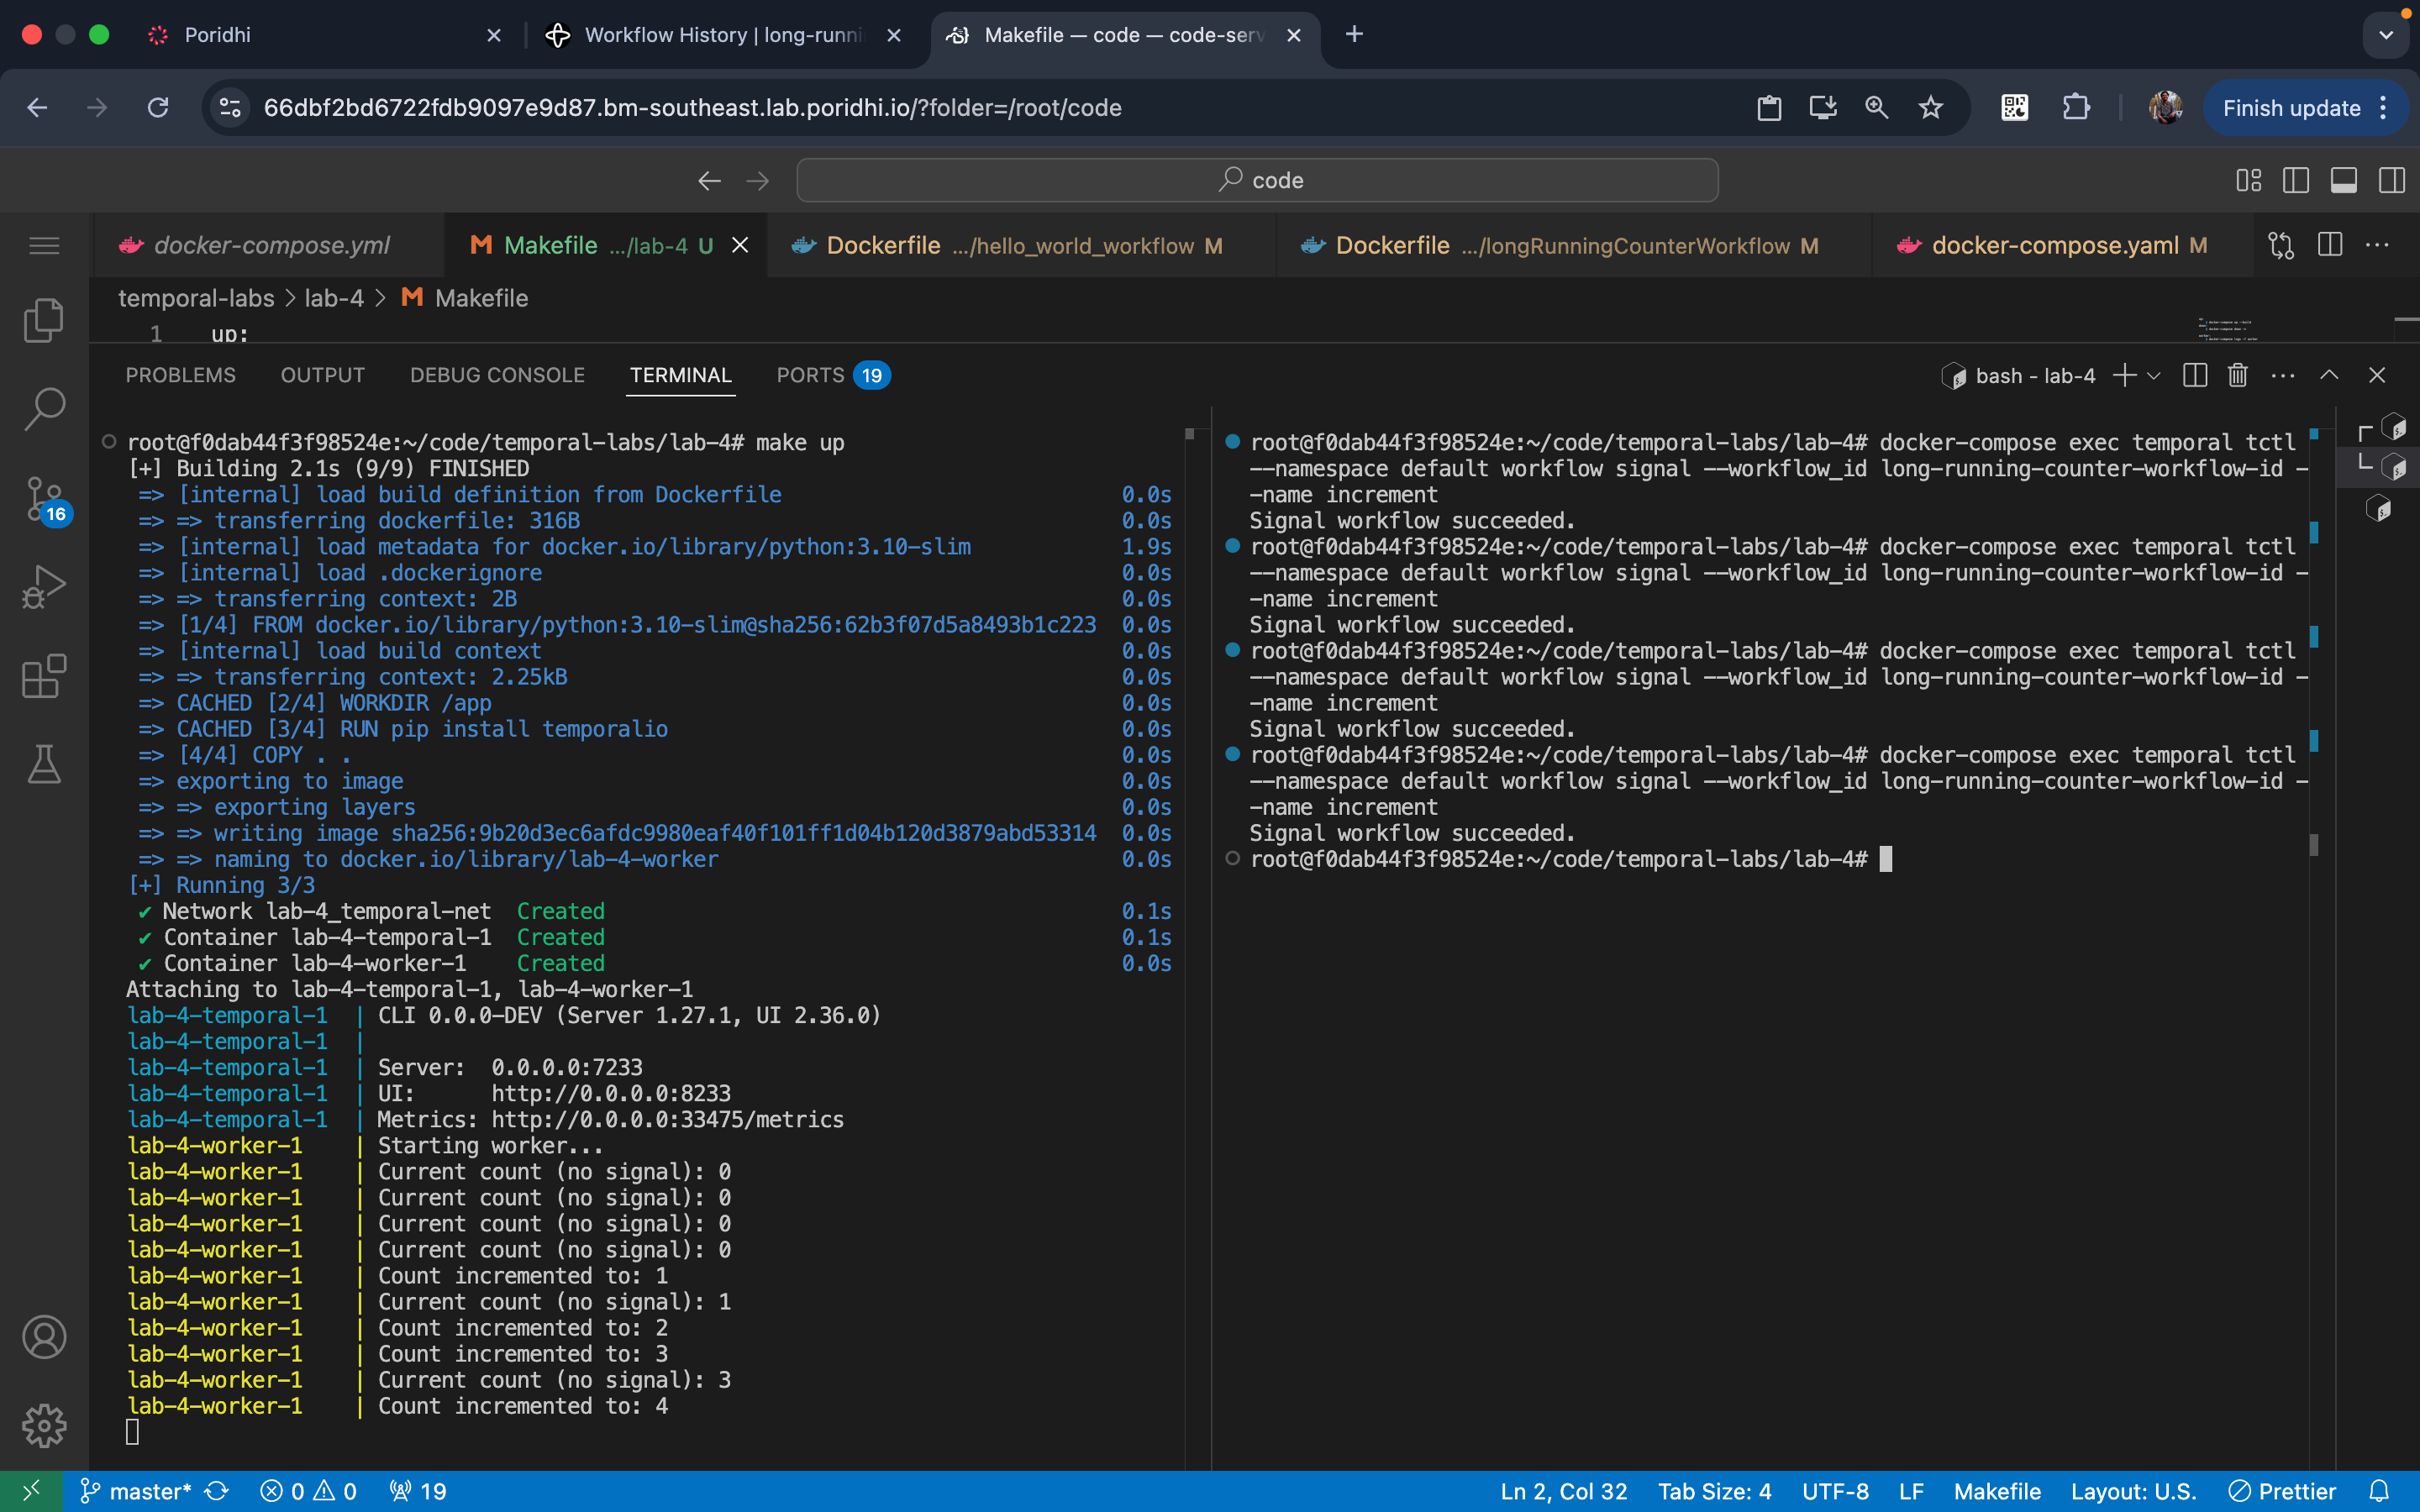 Poridhi
Workflow History | long-runni
Makefile — code — code-serv
66dbf2bd6722fdb9097e9d87.bm-southeast.lab.poridhi.io/?folder=/root/code
Finish update
code
docker-compose.yml
M Makefile .../lab-4 U
Dockerfile .../hello_world_workflow M
Dockerfile .../longRunningCounterWorkflow M
docker-compose.yaml M
temporal-labs > lab-4 > M Makefile
1 up:
PROBLEMS OUTPUT DEBUG CONSOLE TERMINAL PORTS 19
bash - lab-4
root@f0dab44f3f98524e:~/code/temporal-labs/lab-4# make up
[+] Building 2.1s (9/9) FINISHED
=> [internal] load build definition from Dockerfile 0.0s
=> => transferring dockerfile: 316B 0.0s
=> [internal] load metadata for docker.io/library/python:3.10-slim 1.9s
=> [internal] load .dockerignore 0.0s
=> => transferring context: 2B 0.0s
=> [1/4] FROM docker.io/library/python:3.10-slim@sha256:62b3f07d5a8493b1c223 0.0s
=> [internal] load build context 0.0s
=> => transferring context: 2.25kB 0.0s
=> CACHED [2/4] WORKDIR /app 0.0s
=> CACHED [3/4] RUN pip install temporalio 0.0s
=> [4/4] COPY . . 0.0s
=> exporting to image 0.0s
=> => exporting layers 0.0s
=> => writing image sha256:9b20d3ec6afdc9980eaf40f101ff1d04b120d3879abd53314 0.0s
=> => naming to docker.io/library/lab-4-worker 0.0s
[+] Running 3/3
✔ Network lab-4_temporal-net Created 0.1s
✔ Container lab-4-temporal-1 Created 0.1s
✔ Container lab-4-worker-1 Created 0.0s
Attaching to lab-4-temporal-1, lab-4-worker-1
lab-4-temporal-1 | CLI 0.0.0-DEV (Server 1.27.1, UI 2.36.0)
lab-4-temporal-1 |
lab-4-temporal-1 | Server: 0.0.0.0:7233
lab-4-temporal-1 | UI: http://0.0.0.0:8233
lab-4-temporal-1 | Metrics: http://0.0.0.0:33475/metrics
lab-4-worker-1 | Starting worker...
lab-4-worker-1 | Current count (no signal): 0
lab-4-worker-1 | Current count (no signal): 0
lab-4-worker-1 | Current count (no signal): 0
lab-4-worker-1 | Current count (no signal): 0
lab-4-worker-1 | Count incremented to: 1
lab-4-worker-1 | Current count (no signal): 1
lab-4-worker-1 | Count incremented to: 2
lab-4-worker-1 | Count incremented to: 3
lab-4-worker-1 | Current count (no signal): 3
lab-4-worker-1 | Count incremented to: 4
root@f0dab44f3f98524e:~/code/temporal-labs/lab-4# docker-compose exec temporal tctl
--namespace default workflow signal --workflow_id long-running-counter-workflow-id -
-name increment
Signal workflow succeeded.
root@f0dab44f3f98524e:~/code/temporal-labs/lab-4# docker-compose exec temporal tctl
--namespace default workflow signal --workflow_id long-running-counter-workflow-id -
-name increment
Signal workflow succeeded.
root@f0dab44f3f98524e:~/code/temporal-labs/lab-4# docker-compose exec temporal tctl
--namespace default workflow signal --workflow_id long-running-counter-workflow-id -
-name increment
Signal workflow succeeded.
root@f0dab44f3f98524e:~/code/temporal-labs/lab-4# docker-compose exec temporal tctl
--namespace default workflow signal --workflow_id long-running-counter-workflow-id -
-name increment
Signal workflow succeeded.
root@f0dab44f3f98524e:~/code/temporal-labs/lab-4#
16
master* 0 0 19
Ln 2, Col 32 Tab Size: 4 UTF-8 LF Makefile Layout: U.S. Prettier